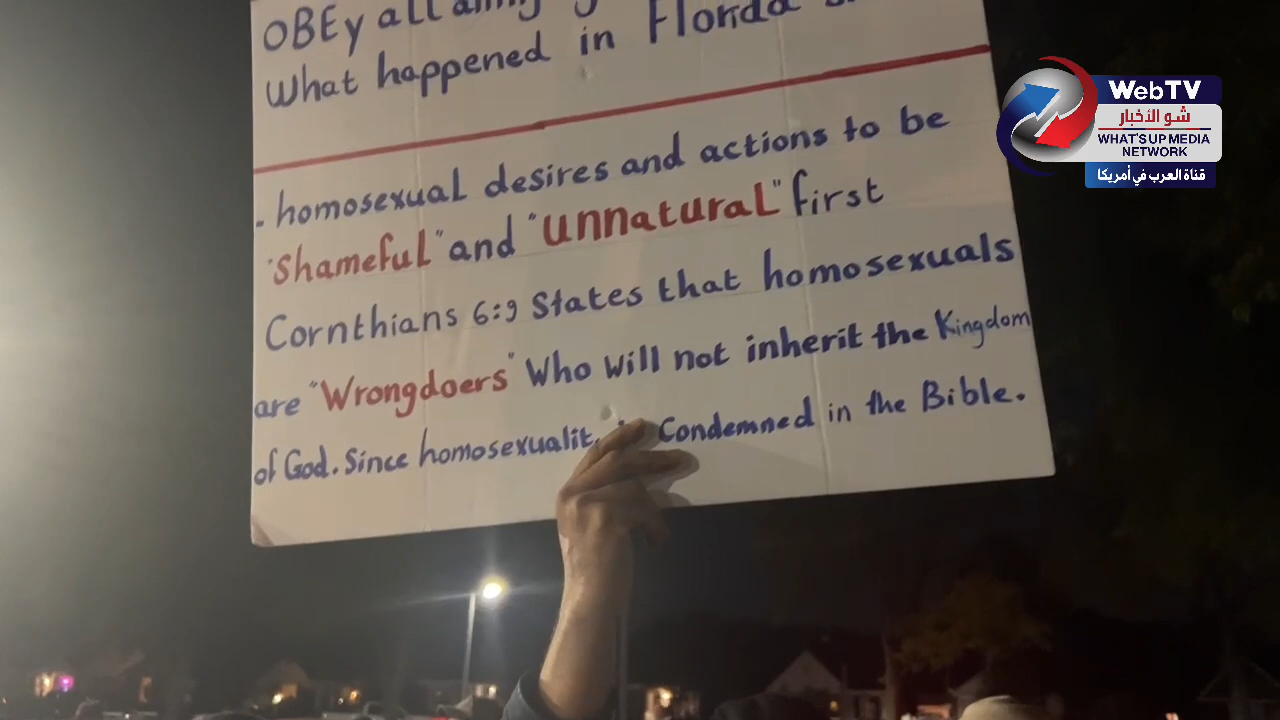 OBEy all
What happened in Florida
- homosexual desires and actions to be
"Shameful" and "unnatural" first
Cornthians 6:9 States that homosexuals
are "Wrongdoers" Who will not inherit the Kingdom
of God. Since homosexualit Condemned in the Bible.
WebTV
شو الأخبار
WHAT'S UP MEDIA
NETWORK
قناة العرب في أمريكا